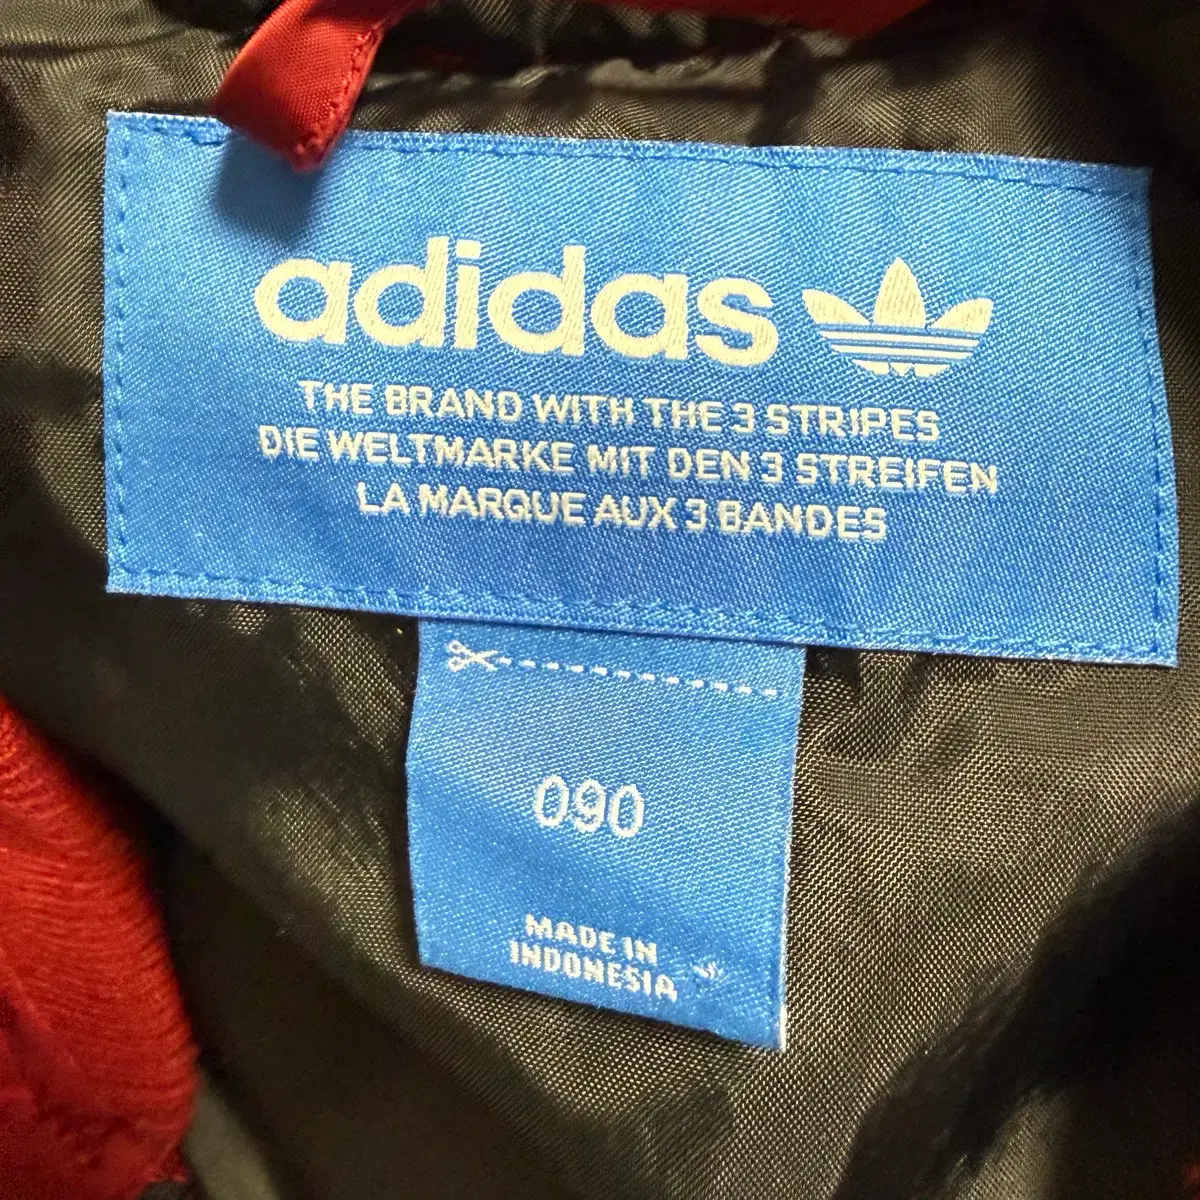 adidas
THE BRAND WITH THE 3 STRIPES
DIE WELTMARKE MIT DEN 3 STREIFEN
LA MARQUE AUX 3 BANDES
090
MADE IN
INDONESIA